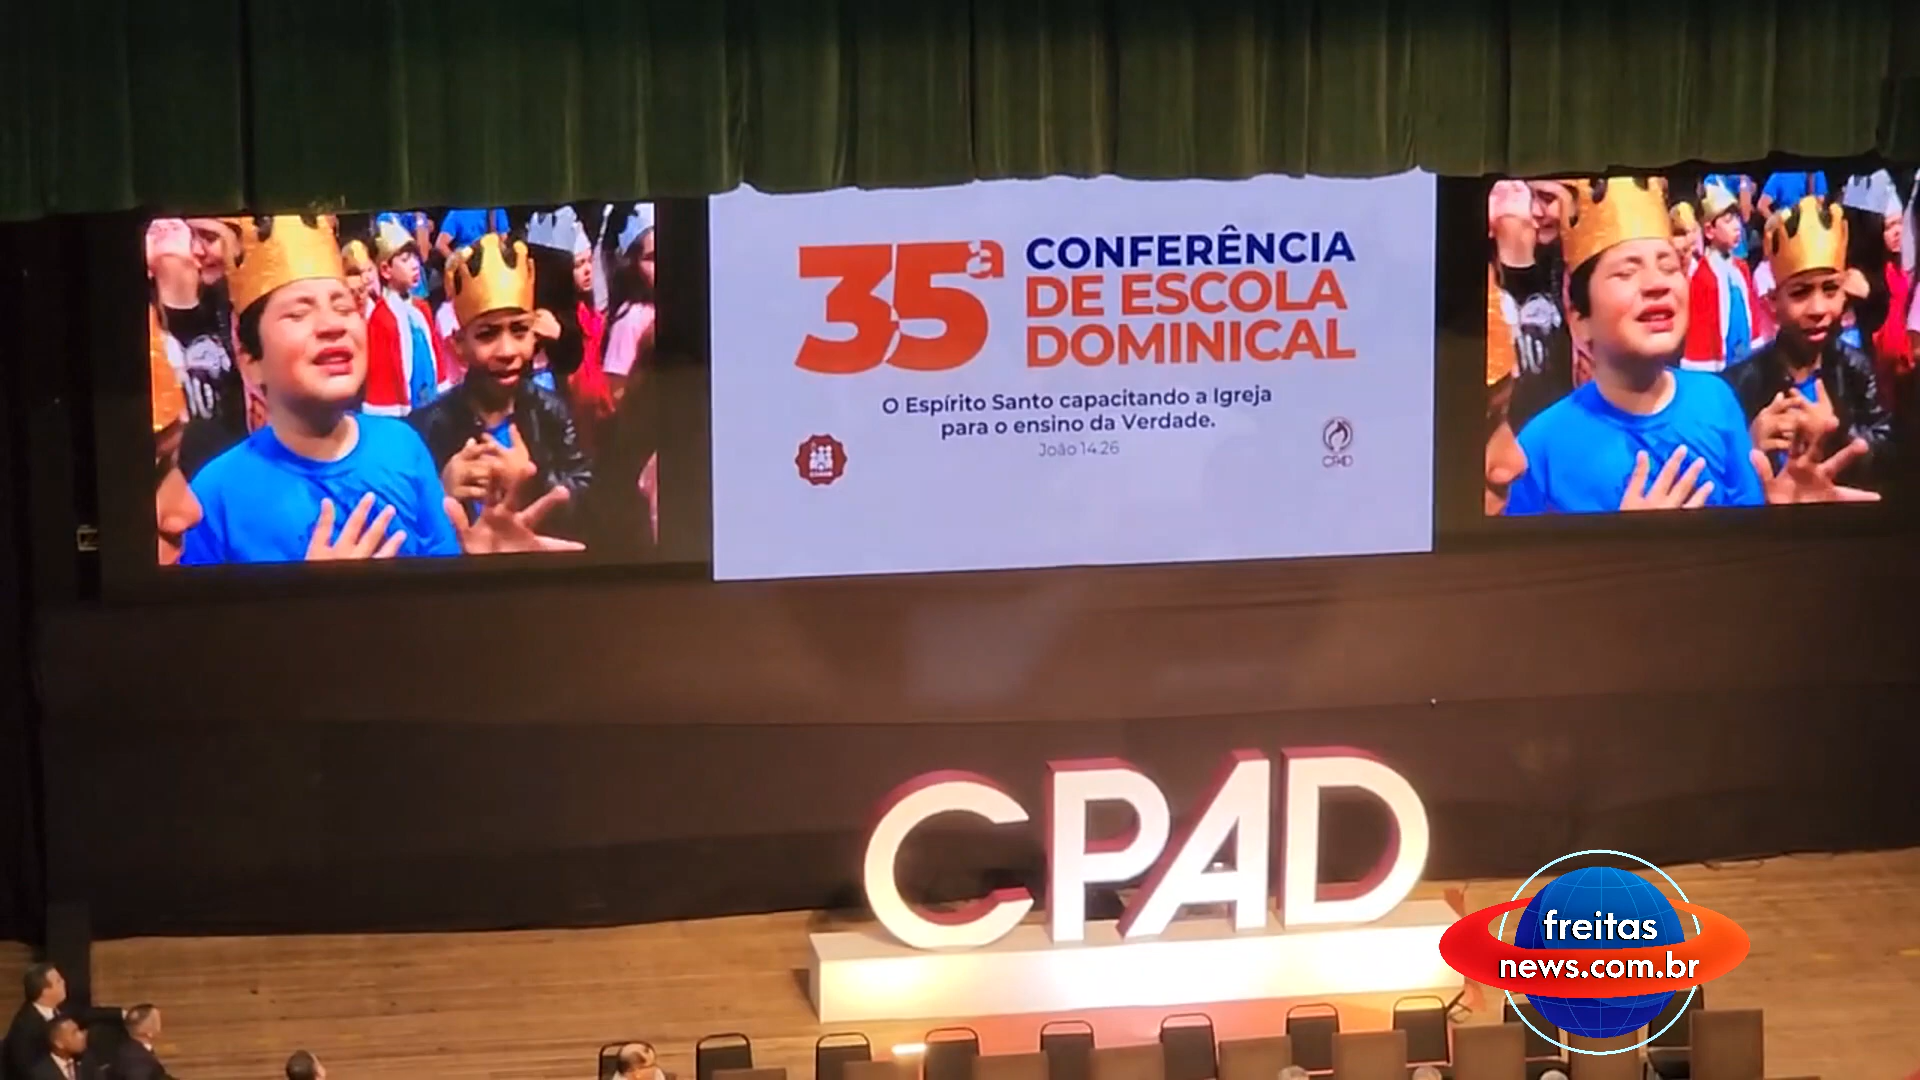 35ª CONFERÊNCIA
DE ESCOLA
DOMINICAL
O Espírito Santo capacitando a Igreja
para o ensino da Verdade.
João 14.26
CPAD
CPAD
freitas
news.com.br